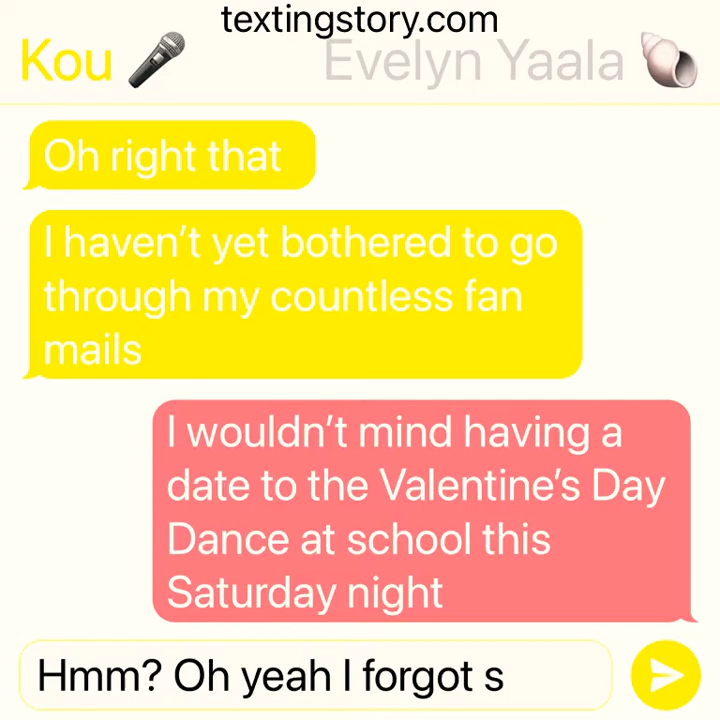 textingstory.com
Kou Evelyn Yaala
Oh right that
I haven’t yet bothered to go
through my countless fan
mails
I wouldn’t mind having a
date to the Valentine’s Day
Dance at school this
Saturday night
Hmm? Oh yeah I forgot s